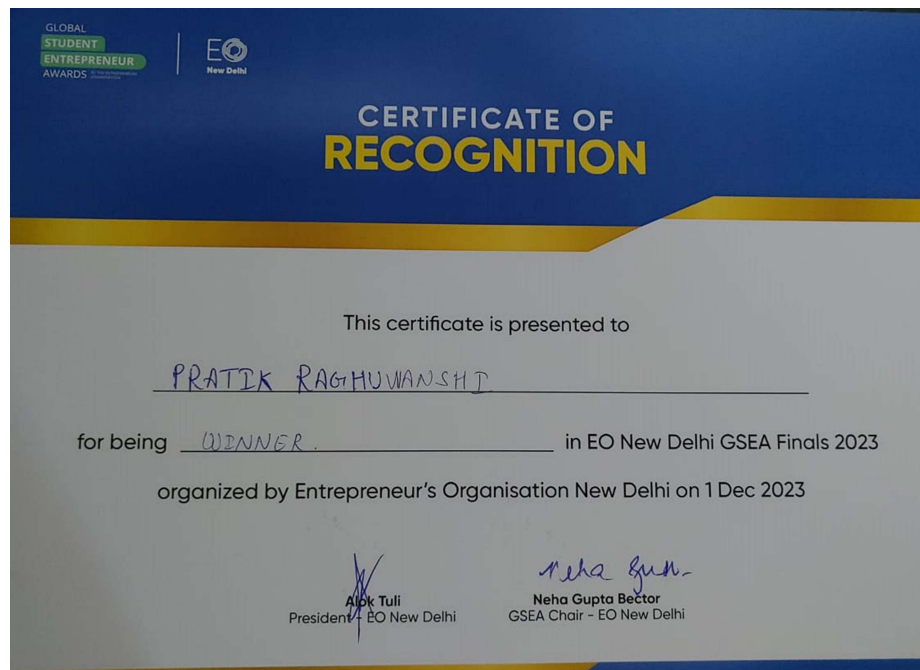 GLOBAL
STUDENT
ENTREPRENEUR
AWARDS
EO
New Delhi
CERTIFICATE OF
RECOGNITION
This certificate is presented to
PRATIK RAGHUWANSHI
for being WINNER. in EO New Delhi GSEA Finals 2023
organized by Entrepreneur's Organisation New Delhi on 1 Dec 2023
Neha
Alok Tuli
President - EO New Delhi
Neha Gupta Bector
GSEA Chair - EO New Delhi